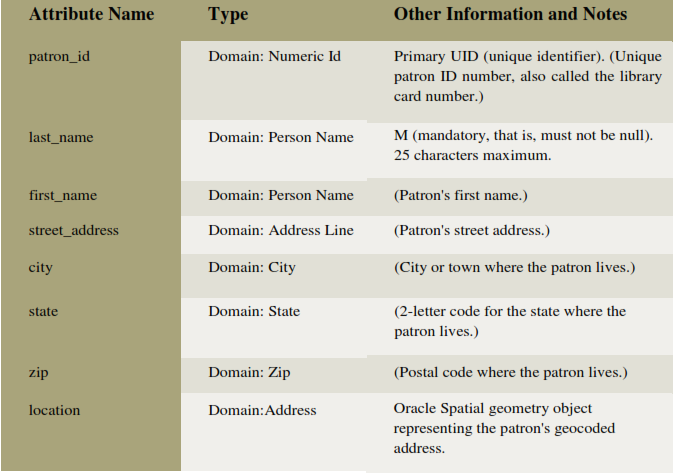 Attribute Name Type Other Information and Notes
patron_id Domain: Numeric Id Primary UID (unique identifier). (Unique
patron ID number, also called the library
card number.)
last_name Domain: Person Name M (mandatory, that is, must not be null).
25 characters maximum.
first_name Domain: Person Name (Patron's first name.)
street_address Domain: Address Line (Patron's street address.)
city Domain: City (City or town where the patron lives.)
state Domain: State (2-letter code for the state where the
patron lives.)
zip Domain: Zip (Postal code where the patron lives.)
location Domain:Address Oracle Spatial geometry object
representing the patron's geocoded
address.